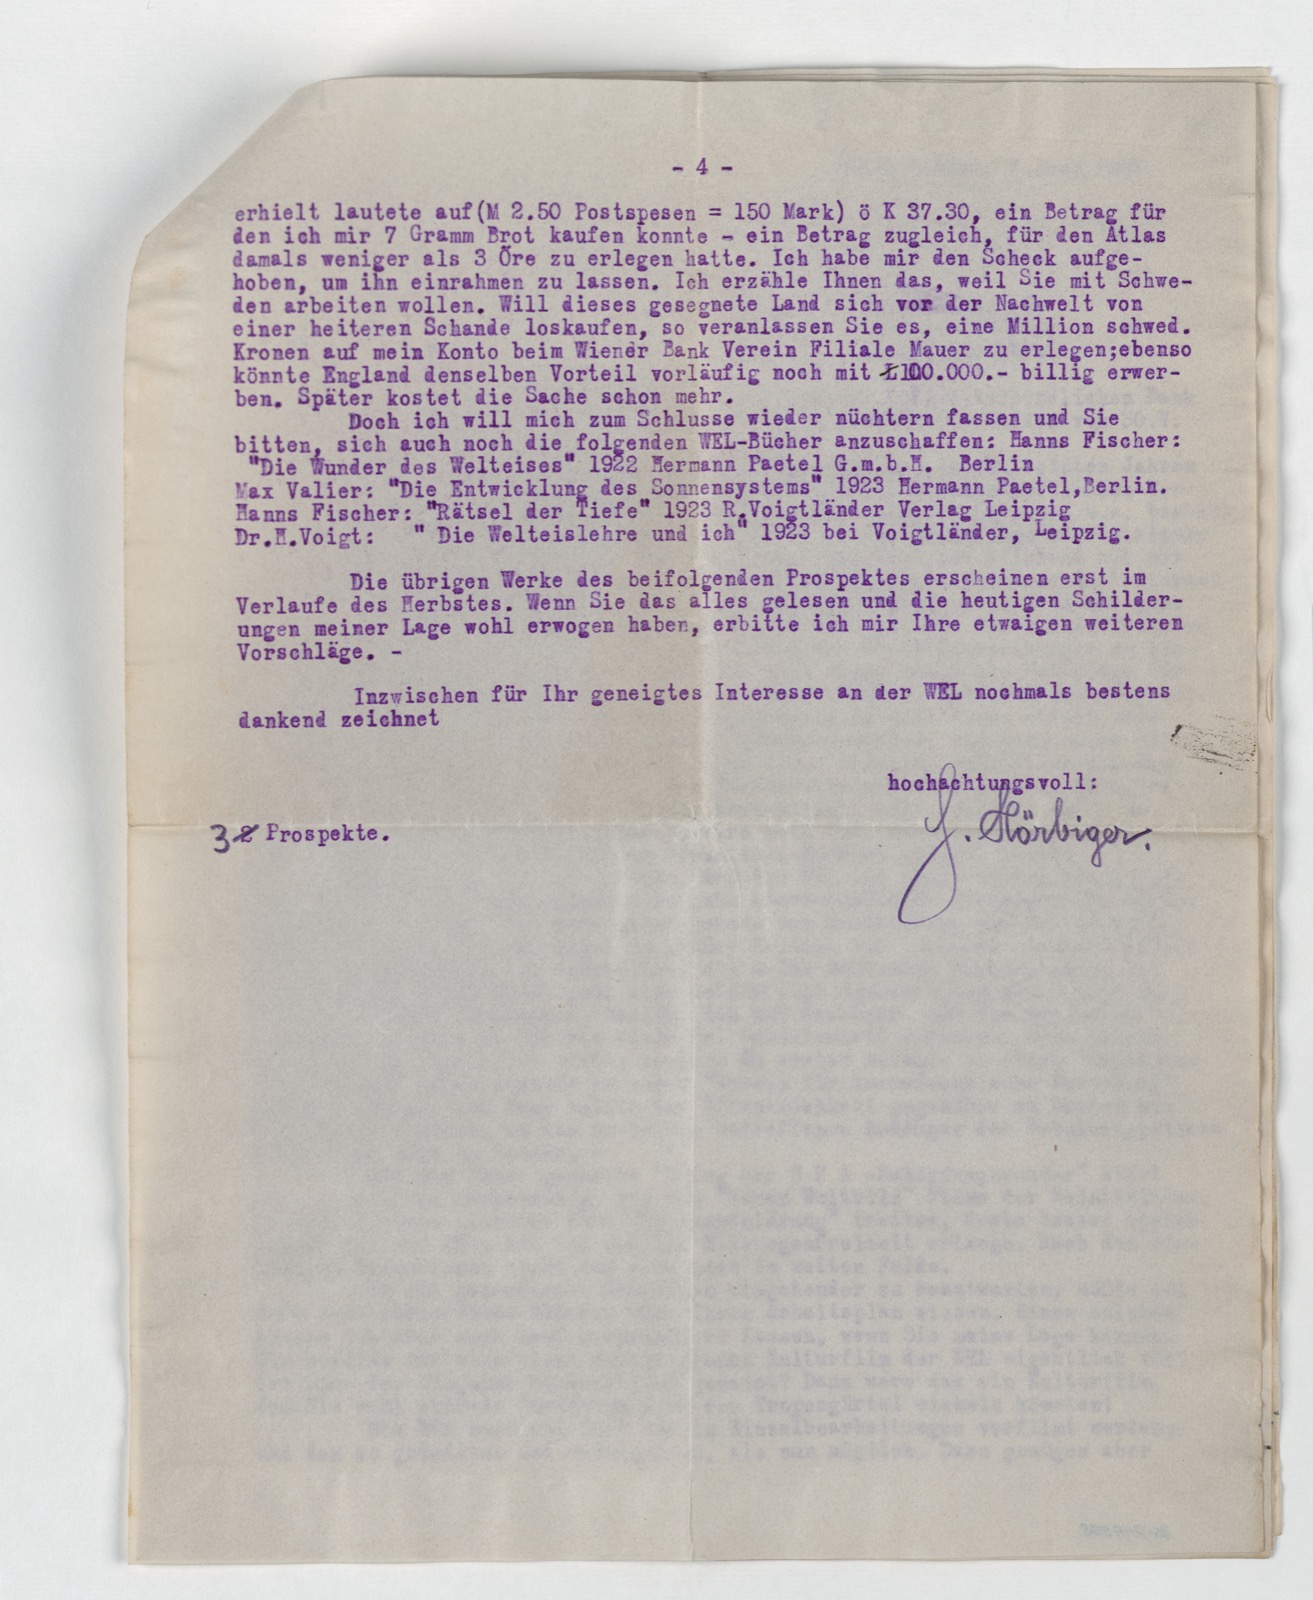 - 4 -
erhielt lautete auf(M 2.50 Postspesen = 150 Mark) ö K 37.30, ein Betrag für
den ich mir 7 Gramm Brot kaufen konnte - ein Betrag zugleich, für den Atlas
damals weniger als 3 Öre zu erlegen hatte. Ich habe mir den Scheck aufge-
hoben, um ihn einrahmen zu lassen. Ich erzähle Ihnen das, weil Sie mit Schwe-
den arbeiten wollen. Will dieses gesegnete Land sich vor der Nachwelt von
einer heiteren Schande loskaufen, so veranlassen Sie es, eine Million schwed.
Kronen auf mein Konto beim Wiener Bank Verein Filiale Mauer zu erlegen;ebenso
könnte England denselben Vorteil vorläufig noch mit £100.000.- billig erwer-
ben. Später kostet die Sache schon mehr.
Doch ich will mich zum Schlusse wieder nüchtern fassen und Sie
bitten, sich auch noch die folgenden WEL-Bücher anzuschaffen: Hanns Fischer:
"Die Wunder des Welteises" 1922 Hermann Paetel G.m.b.H. Berlin
Max Valier: "Die Entwicklung des Sonnensystems" 1923 Hermann Paetel,Berlin.
Hanns Fischer: "Rätsel der Tiefe" 1923 R.Voigtländer Verlag Leipzig
Dr.H.Voigt: " Die Welteislehre und ich" 1923 bei Voigtländer, Leipzig.
Die übrigen Werke des beifolgenden Prospektes erscheinen erst im
Verlaufe des Herbstes. Wenn Sie das alles gelesen und die heutigen Schilder-
ungen meiner Lage wohl erwogen haben, erbitte ich mir Ihre etwaigen weiteren
Vorschläge. -
Inzwischen für Ihr geneigtes Interesse an der WEL nochmals bestens
dankend zeichnet
hochachtungsvoll:
H. Hörbiger.
3 2 Prospekte.